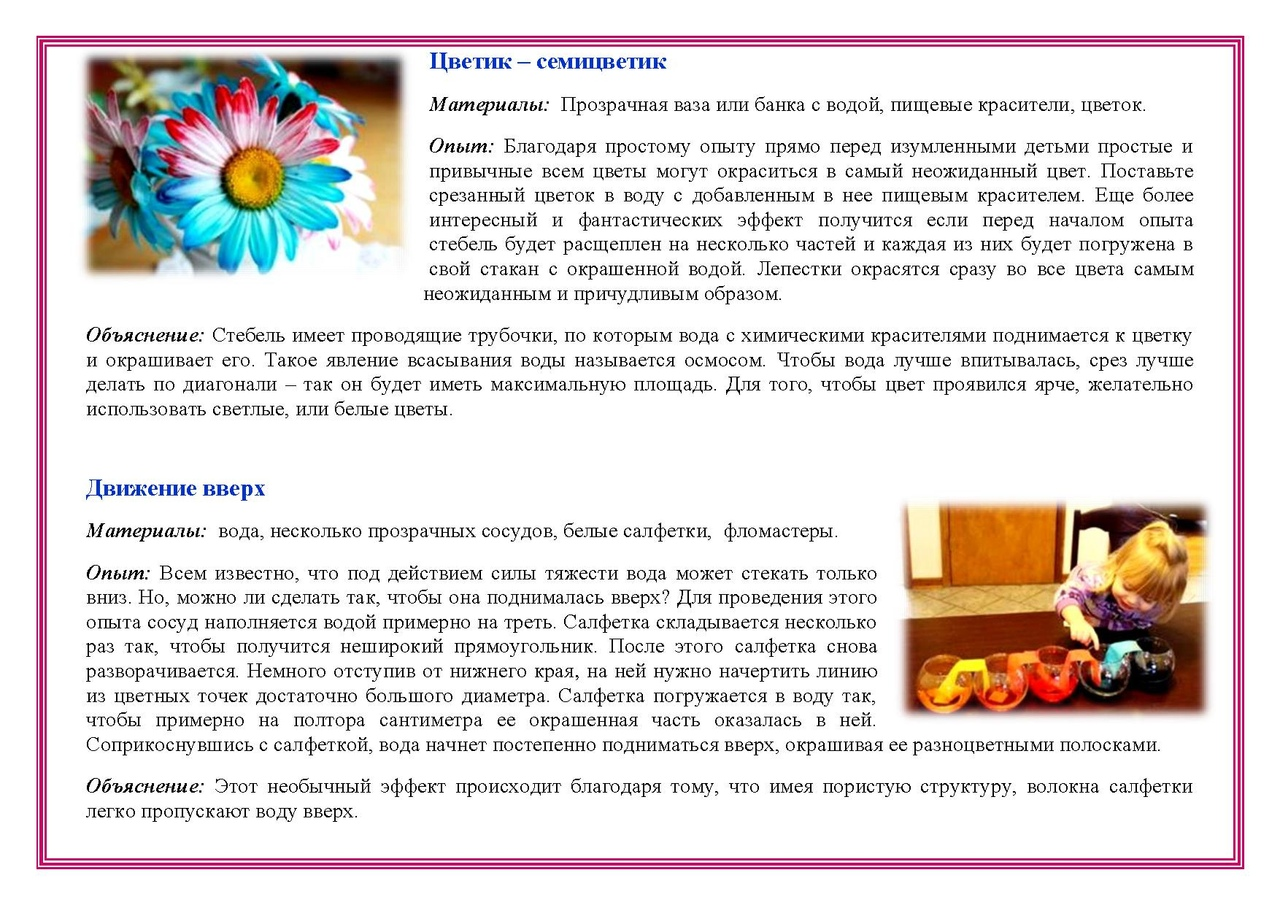 Цветик – семицветик
Материалы: Прозрачная ваза или банка с водой, пищевые красители, цветок.
Опыт: Благодаря простому опыту прямо перед изумленными детьми простые и
привычные всем цветы могут окраситься в самый неожиданный цвет. Поставьте
срезанный цветок в воду с добавленным в нее пищевым красителем. Еще более
интересный и фантастических эффект получится если перед началом опыта
стебель будет расщеплен на несколько частей и каждая из них будет погружена в
свой стакан с окрашенной водой. Лепестки окрасятся сразу во все цвета самым
неожиданным и причудливым образом.
Объяснение: Стебель имеет проводящие трубочки, по которым вода с химическими красителями поднимается к цветку
и окрашивает его. Такое явление всасывания воды называется осмосом. Чтобы вода лучше впитывалась, срез лучше
делать по диагонали – так он будет иметь максимальную площадь. Для того, чтобы цвет проявился ярче, желательно
использовать светлые, или белые цветы.
Движение вверх
Материалы: вода, несколько прозрачных сосудов, белые салфетки, фломастеры.
Опыт: Всем известно, что под действием силы тяжести вода может стекать только
вниз. Но, можно ли сделать так, чтобы она поднималась вверх? Для проведения этого
опыта сосуд наполняется водой примерно на треть. Салфетка складывается несколько
раз так, чтобы получится неширокий прямоугольник. После этого салфетка снова
разворачивается. Немного отступив от нижнего края, на ней нужно начертить линию
из цветных точек достаточно большого диаметра. Салфетка погружается в воду так,
чтобы примерно на полтора сантиметра ее окрашенная часть оказалась в ней.
Соприкоснувшись с салфеткой, вода начнет постепенно подниматься вверх, окрашивая ее разноцветными полосками.
Объяснение: Этот необычный эффект происходит благодаря тому, что имея пористую структуру, волокна салфетки
легко пропускают воду вверх.